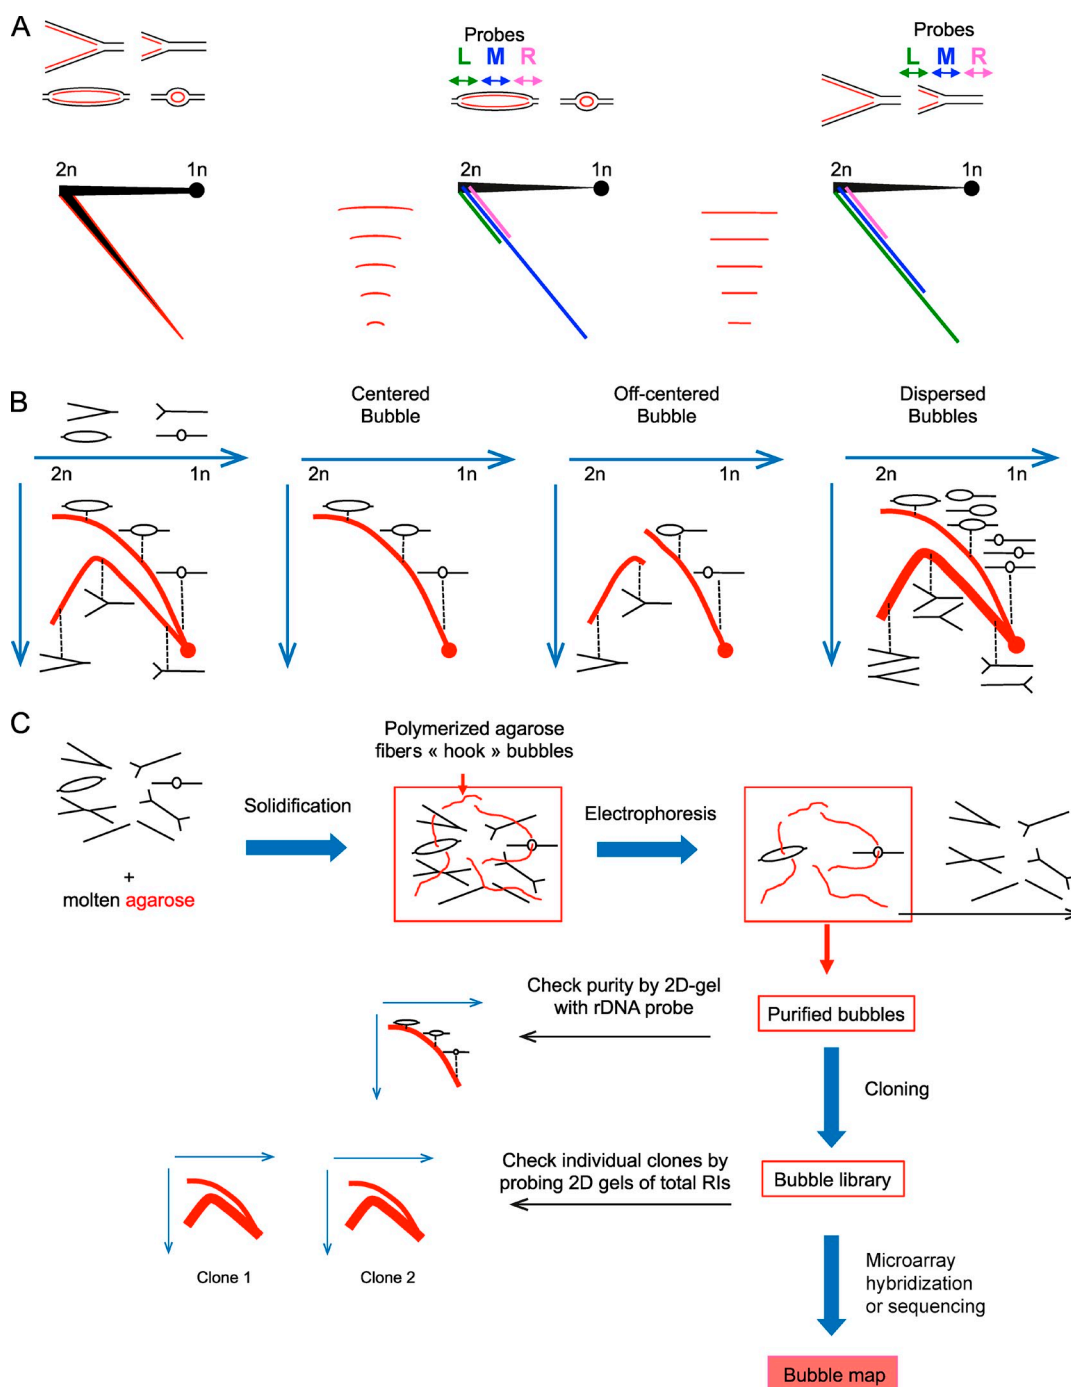 A
Probes
L M R
Probes
L M R
2n 1n
2n 1n
2n 1n
B
Centered
Bubble
Off-centered
Bubble
Dispersed
Bubbles
2n 1n
2n 1n
2n 1n
2n 1n
C
Polymerized agarose
fibers « hook » bubbles
Solidification
Electrophoresis
+
molten agarose
Check purity by 2D-gel
with rDNA probe
Purified bubbles
Cloning
Check individual clones by
probing 2D gels of total RIs
Bubble library
Clone 1
Clone 2
Microarray
hybridization
or sequencing
Bubble map